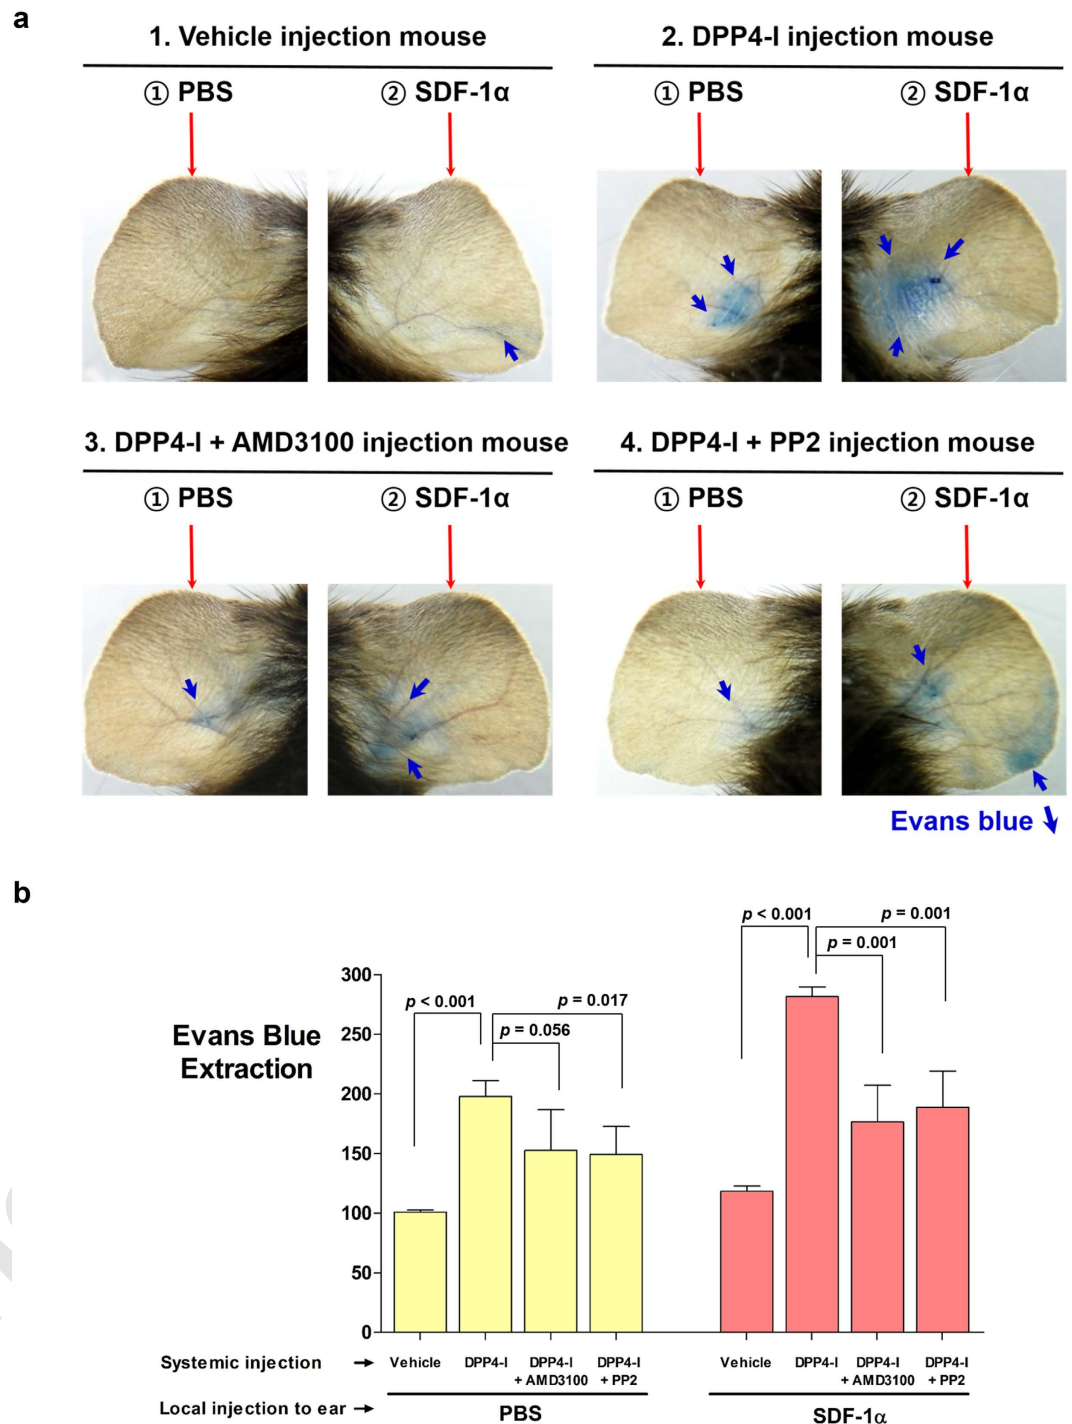 a
1. Vehicle injection mouse
2. DPP4-I injection mouse
① PBS
② SDF-1α
① PBS
② SDF-1α
3. DPP4-I + AMD3100 injection mouse
4. DPP4-I + PP2 injection mouse
① PBS
② SDF-1α
① PBS
② SDF-1α
Evans blue
b
p < 0.001
p = 0.001
p = 0.001
p < 0.001
p = 0.017
p = 0.056
Evans Blue
Extraction
300
250
200
150
100
50
0
Systemic injection
Vehicle
DPP4-I
DPP4-I
+ AMD3100
DPP4-I
+ PP2
Vehicle
DPP4-I
DPP4-I
+ AMD3100
DPP4-I
+ PP2
Local injection to ear
PBS
SDF-1α